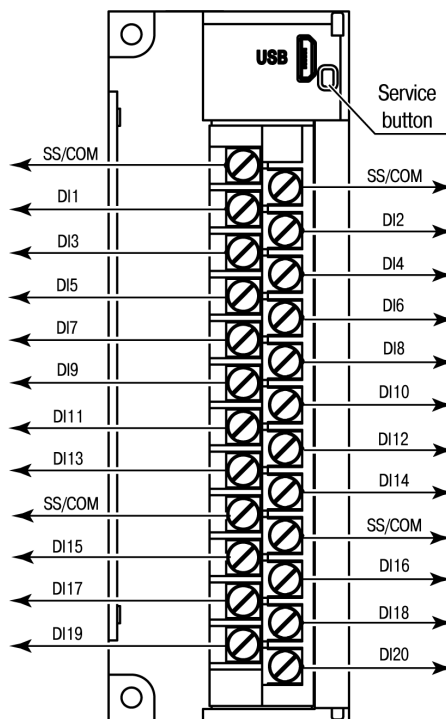 USB
Service
button
SS/COM
SS/COM
DI1
DI2
DI3
DI4
DI5
DI6
DI7
DI8
DI9
DI10
DI11
DI12
DI13
DI14
SS/COM
SS/COM
DI15
DI16
DI17
DI18
DI19
DI20